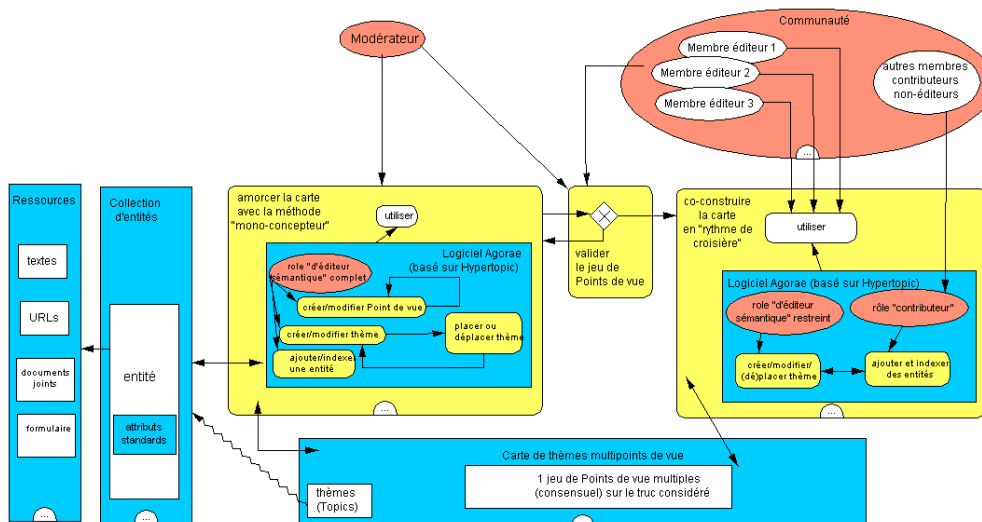 Communauté
Modérateur
Membre éditeur 1
Membre éditeur 2
Membre éditeur 3
autres membres
contributeurs
non-éditeurs
...
Ressources
textes
URLs
documents
joints
formulaire
...
Collection
d'entités
entité
attributs
standards
...
amorcer la carte
avec la méthode
"mono-concepteur"
utiliser
Logiciel Agorae
(basé sur Hypertopic)
role "d'éditeur
sémantique" complet
créer/modifier Point de vue
créer/modifier thème
placer ou
déplacer thème
ajouter/indexer
une entité
...
valider
le jeu de
Points de vue
co-construire
la carte
en "rythme de
croisière"
utiliser
Logiciel Agorae (basé sur Hypertopic)
role "d'éditeur
sémantique" restreint
rôle "contributeur"
créer/modifier/
(dé)placer thème
ajouter et indexer
des entités
...
Carte de thèmes multipoints de vue
1 jeu de Points de vue multiples
(consensuel) sur le truc considéré
thèmes
(Topics)
...